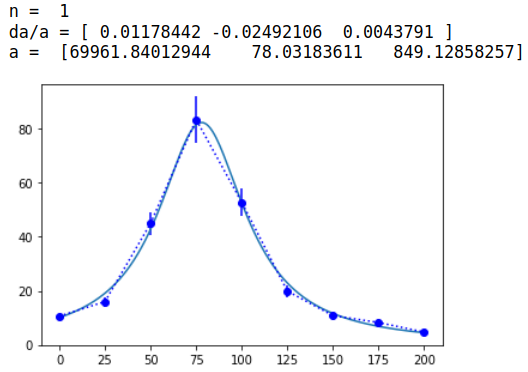 n =  1
da/a = [ 0.01178442 -0.02492106  0.0043791 ]
a =  [69961.84012944    78.03183611   849.12858257]
80
60
40
20
0
0 25 50 75 100 125 150 175 200